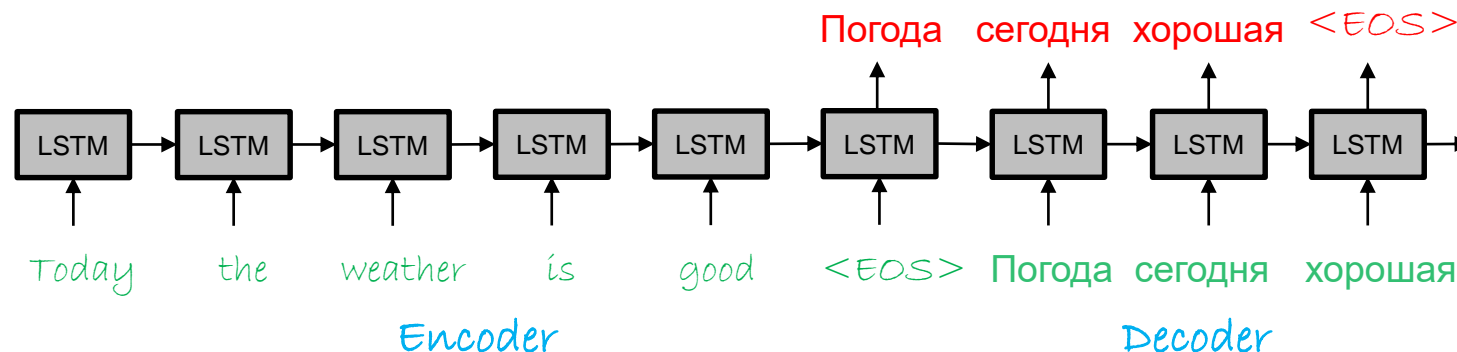 Погода сегодня хорошая <EOS>
LSTM LSTM LSTM LSTM LSTM LSTM LSTM LSTM LSTM
Today the weather is good <EOS> Погода сегодня хорошая
Encoder Decoder